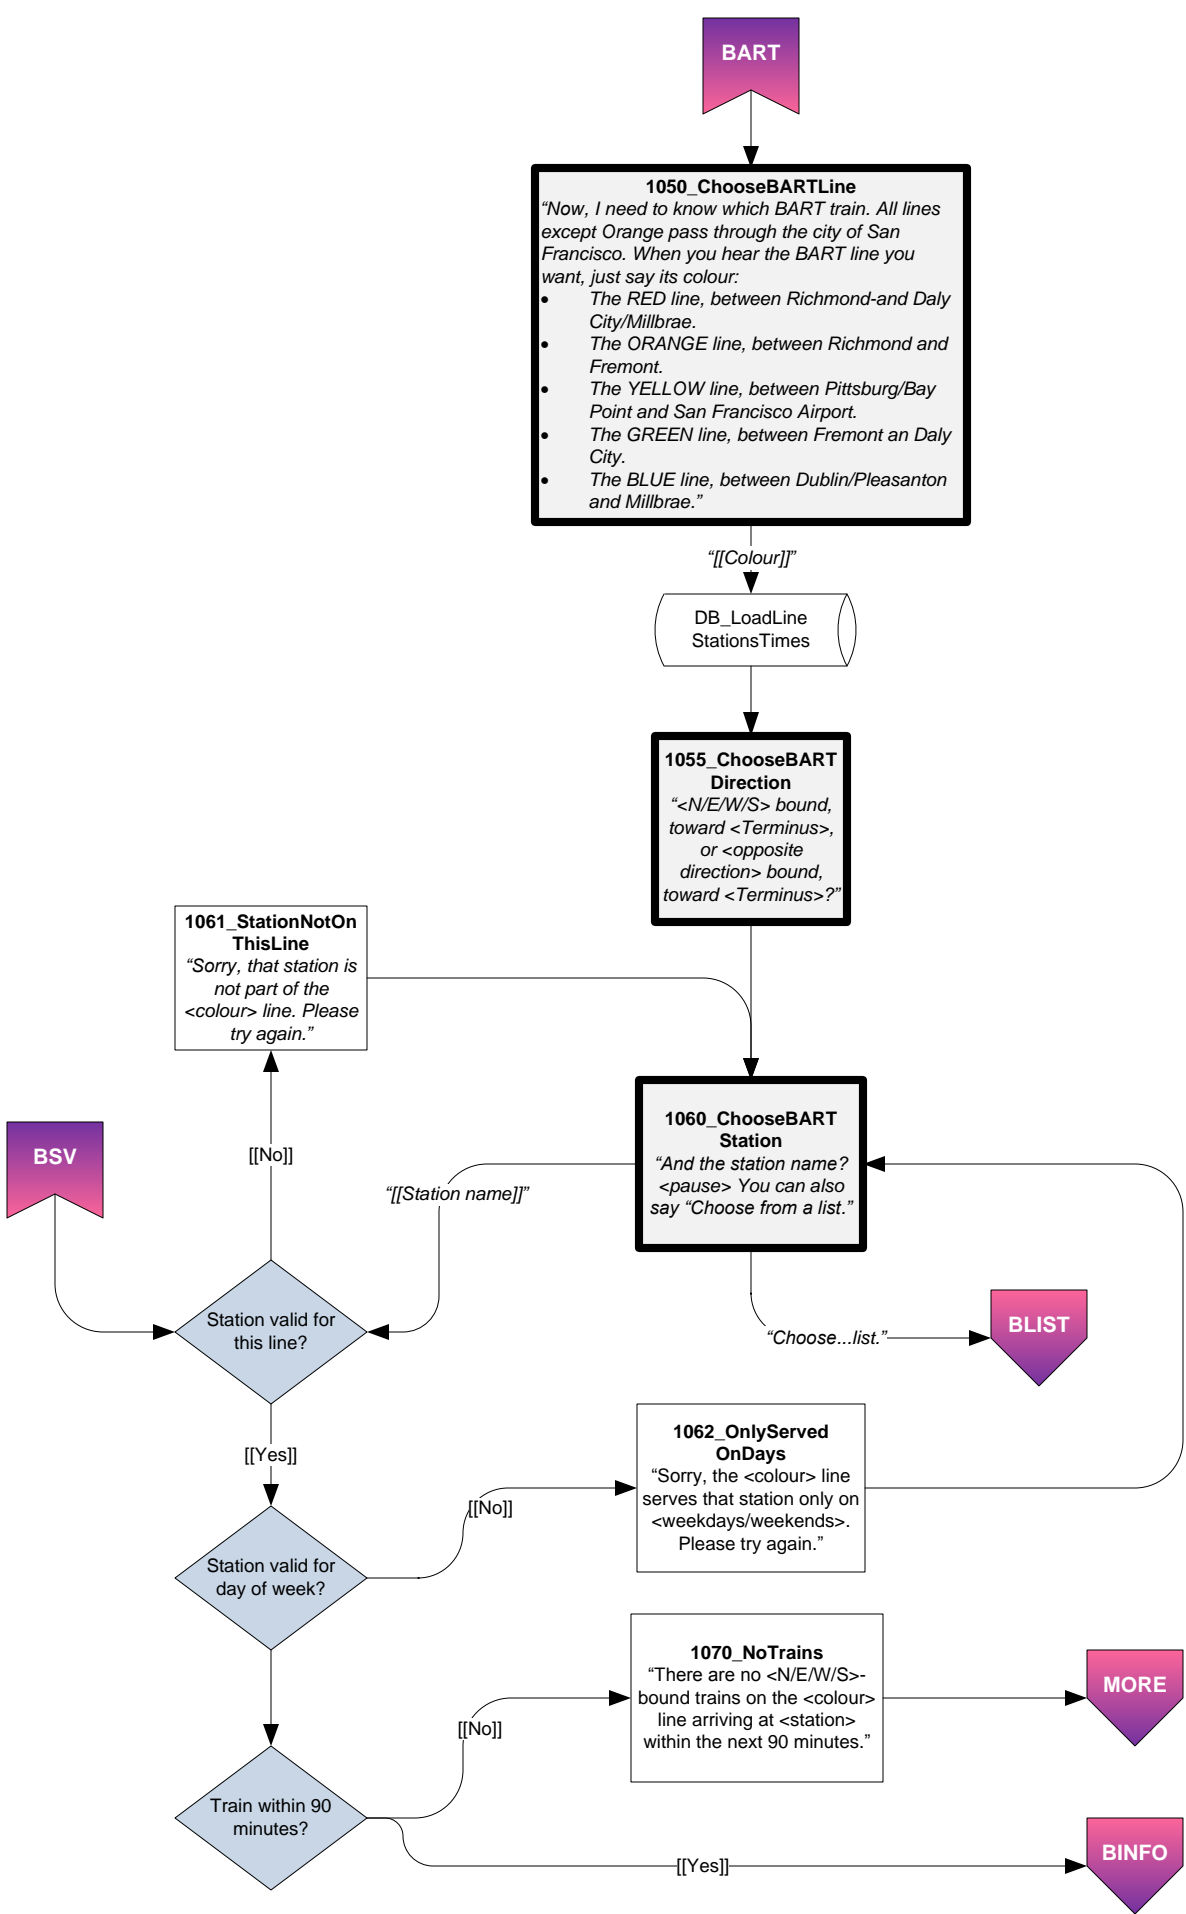 BART
1050_ChooseBARTLine
“Now, I need to know which BART train. All lines
except Orange pass through the city of San
Francisco. When you hear the BART line you
want, just say its colour:
• The RED line, between Richmond-and Daly
City/Millbrae.
• The ORANGE line, between Richmond and
Fremont.
• The YELLOW line, between Pittsburg/Bay
Point and San Francisco Airport.
• The GREEN line, between Fremont an Daly
City.
• The BLUE line, between Dublin/Pleasanton
and Millbrae.”
“[[Colour]]”
DB_LoadLine
StationsTimes
1055_ChooseBART
Direction
“<N/E/W/S> bound,
toward <Terminus>,
or <opposite
direction> bound,
toward <Terminus>?”
1061_StationNotOn
ThisLine
“Sorry, that station is
not part of the
<colour> line. Please
try again.”
1060_ChooseBART
Station
“And the station name?
<pause> You can also
say “Choose from a list.”
BSV
[[No]]
“[[Station name]]”
Station valid for
this line?
“Choose...list.”
BLIST
[[Yes]]
1062_OnlyServed
OnDays
“Sorry, the <colour> line
serves that station only on
<weekdays/weekends>.
Please try again.”
[[No]]
Station valid for
day of week?
1070_NoTrains
“There are no <N/E/W/S>-
bound trains on the <colour>
line arriving at <station>
within the next 90 minutes.”
MORE
[[No]]
Train within 90
minutes?
[[Yes]]
BINFO